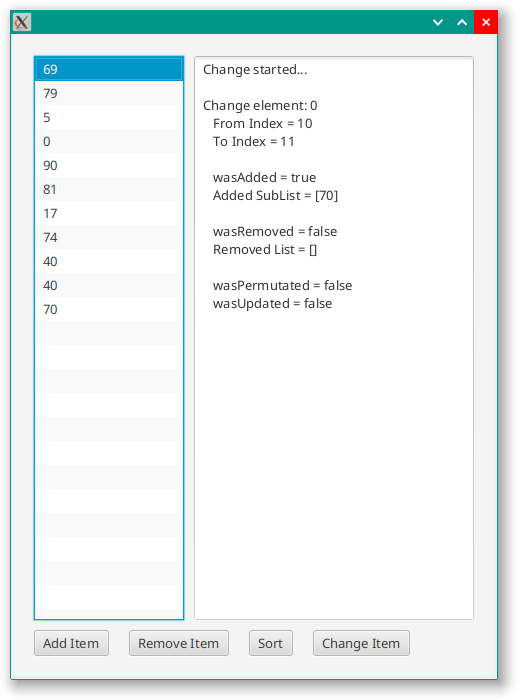 69
79
5
0
90
81
17
74
40
40
70
Change started...
Change element: 0
From Index = 10
To Index = 11
wasAdded = true
Added SubList = [70]
wasRemoved = false
Removed List = []
wasPermutated = false
wasUpdated = false
Add Item
Remove Item
Sort
Change Item